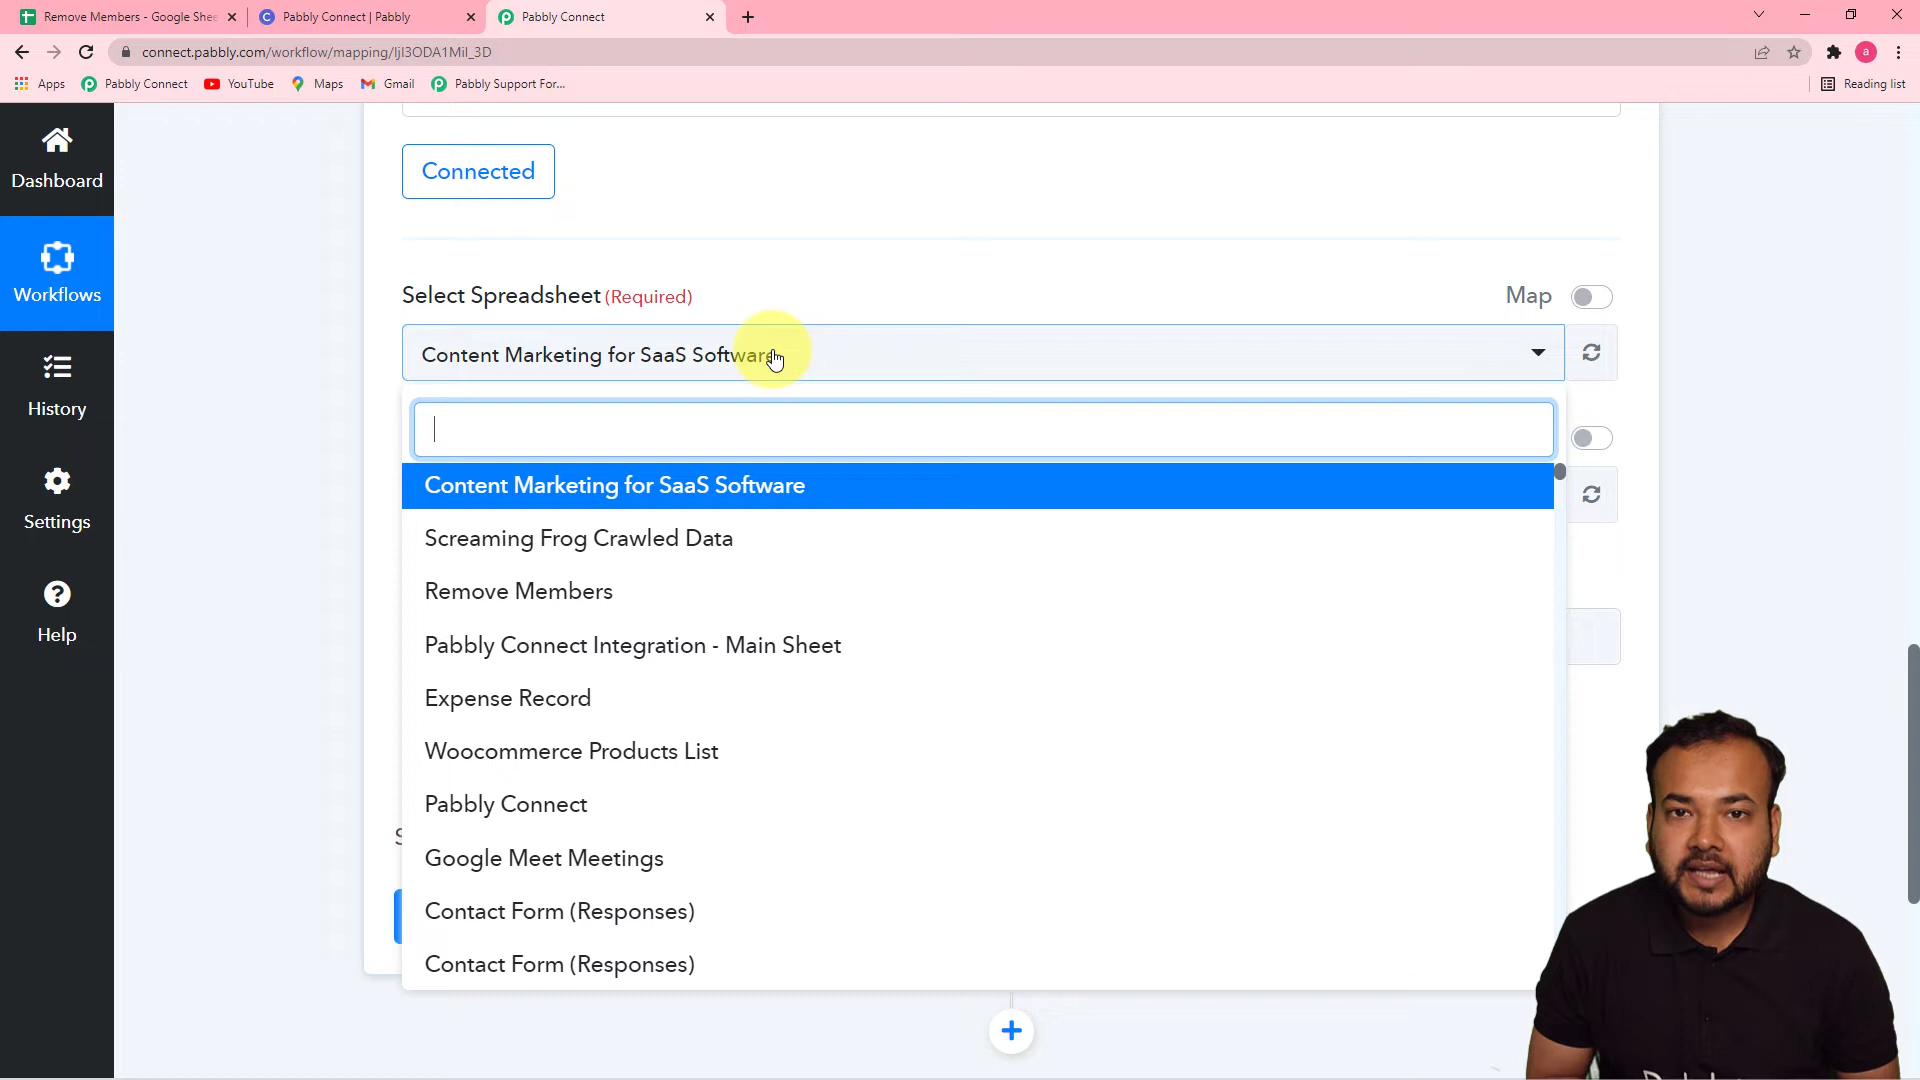 Remove Members - Google Shee
Pabbly Connect | Pabbly
Pabbly Connect
connect.pabbly.com/workflow/mapping/IjI3ODA1MiI_3D
a
Apps
Pabbly Connect
YouTube
Maps
Gmail
Pabbly Support For...
Reading list
Dashboard
Workflows
History
Settings
Help
Connected
Select Spreadsheet (Required)
Map
Content Marketing for SaaS Software
Content Marketing for SaaS Software
Screaming Frog Crawled Data
Remove Members
Pabbly Connect Integration - Main Sheet
Expense Record
Woocommerce Products List
Pabbly Connect
Google Meet Meetings
Contact Form (Responses)
Contact Form (Responses)